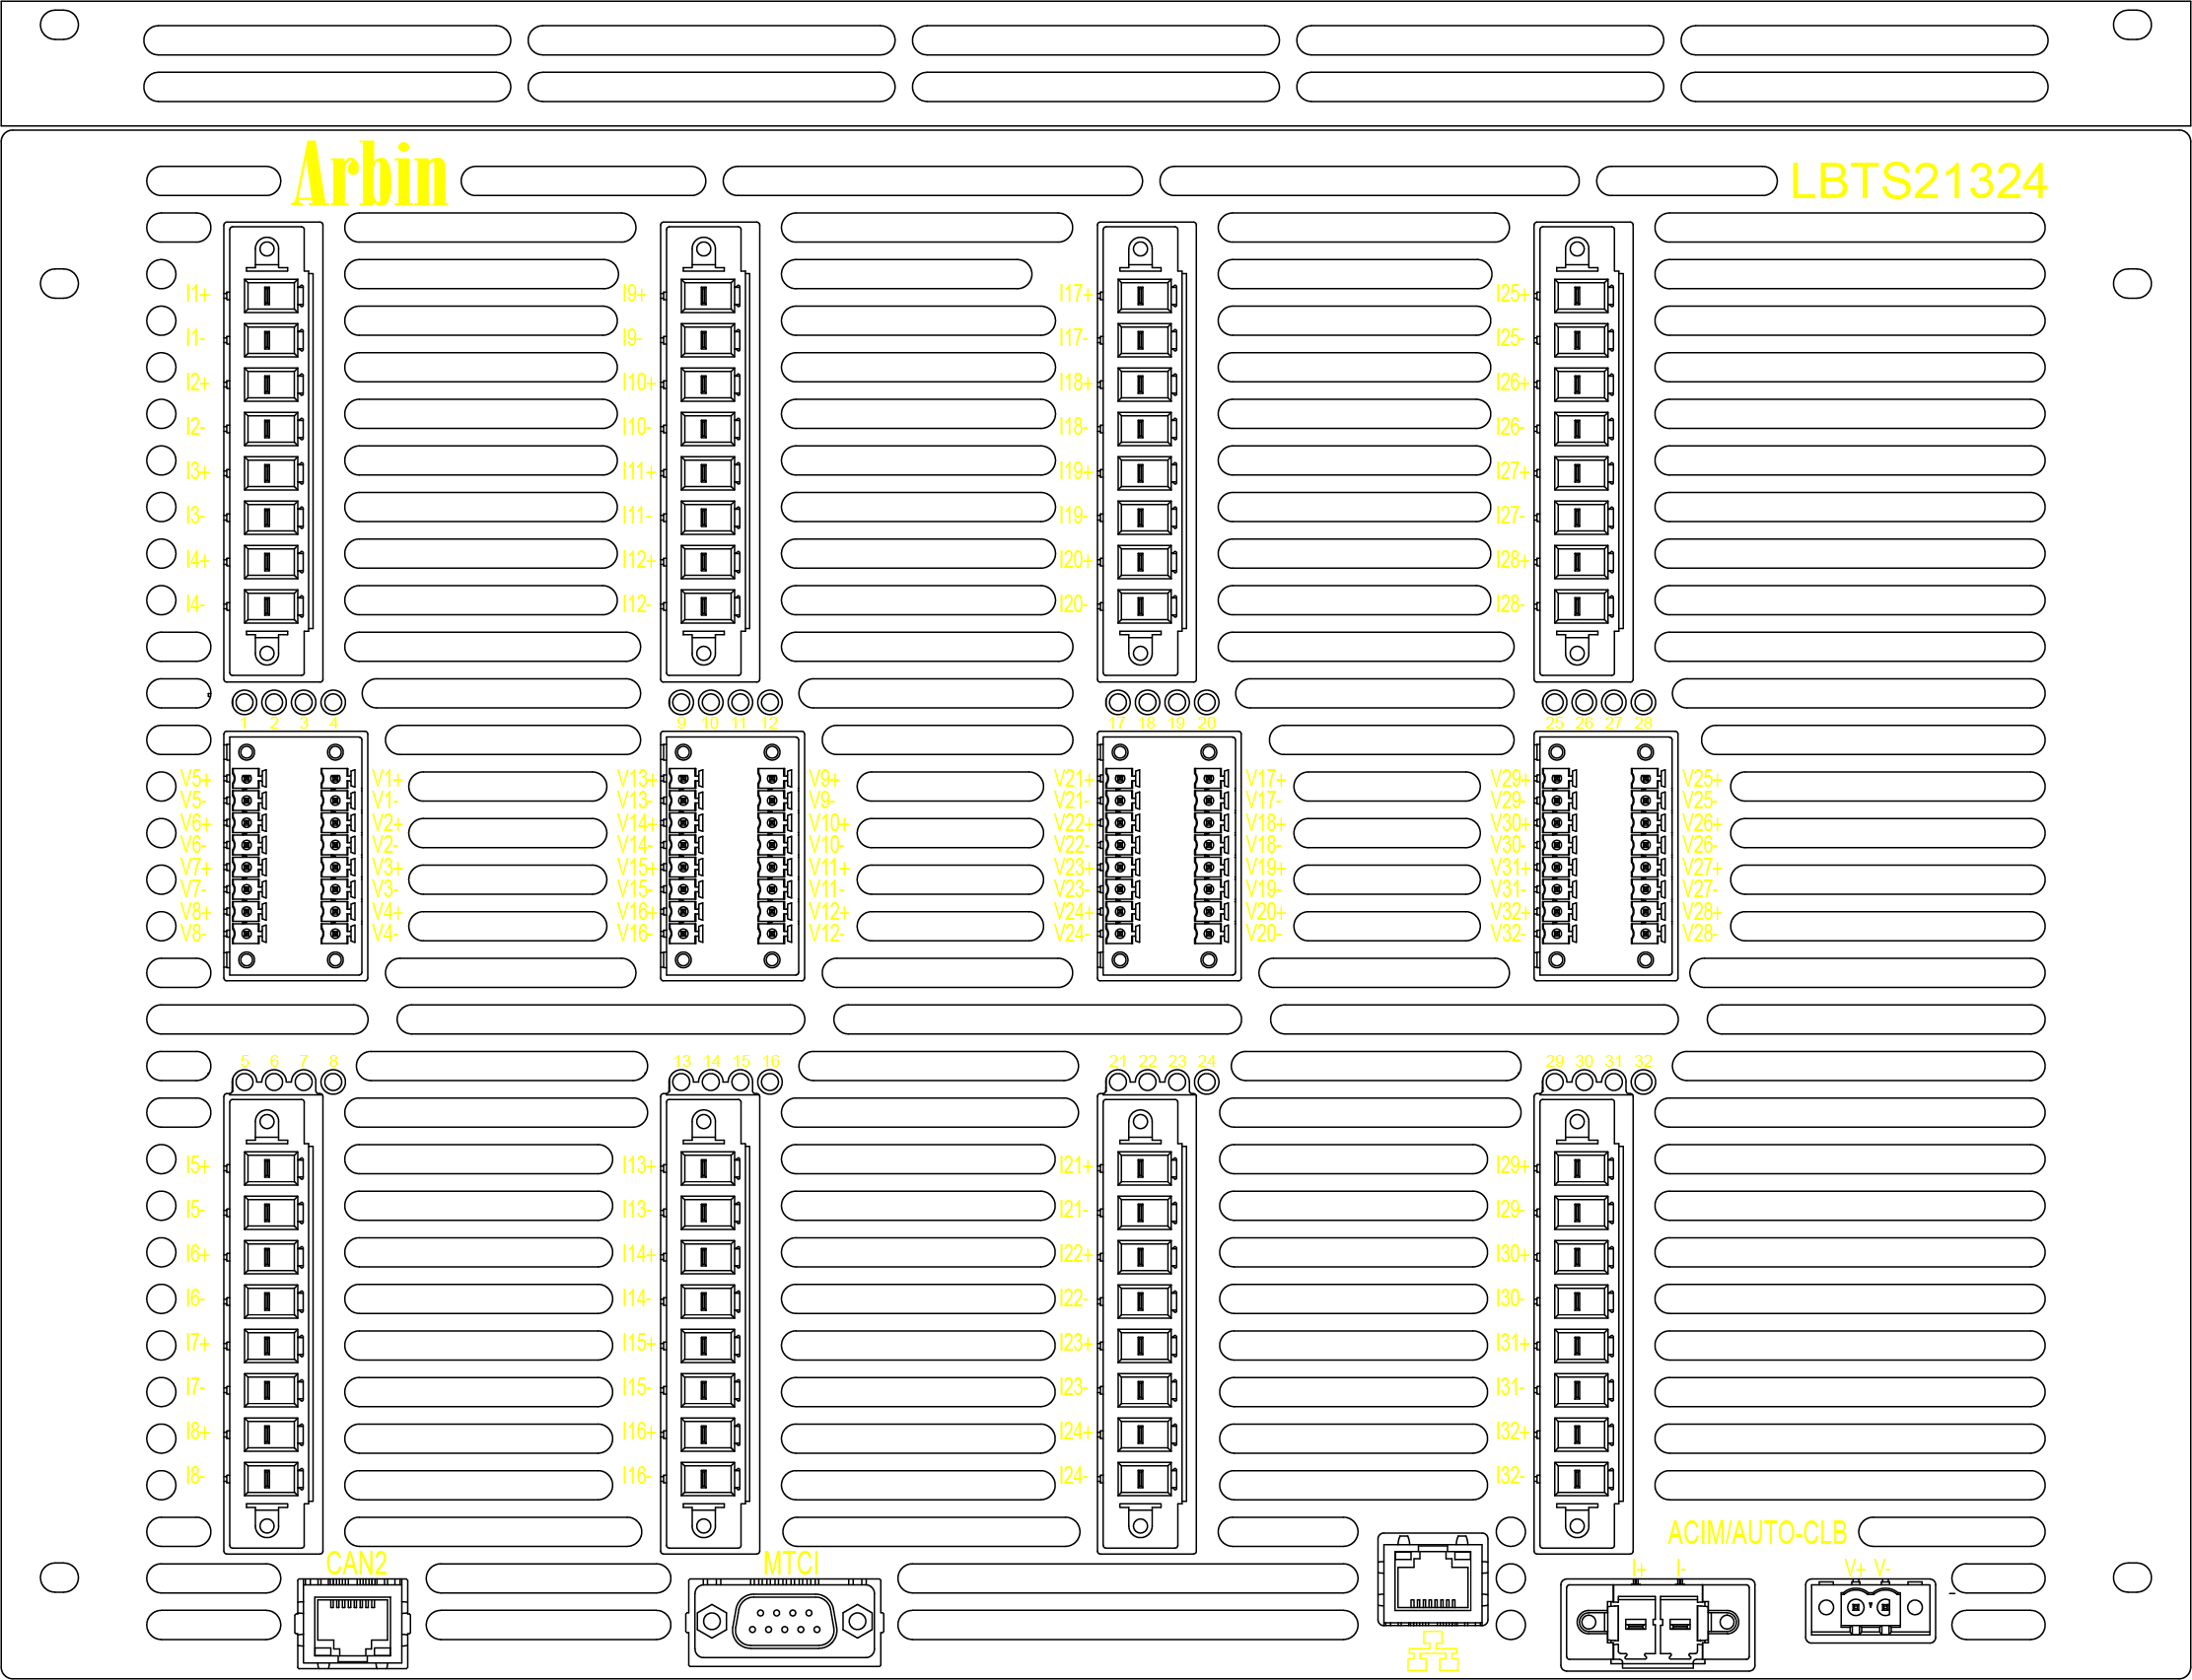 Arbin LBTS21324
I1+ I9+ I17+ I25+
I1- I9- I17- I25-
I2+ I10+ I18+ I26+
I2- I10- I18- I26-
I3+ I11+ I19+ I27+
I3- I11- I19- I27-
I4+ I12+ I20+ I28+
I4- I12- I20- I28-
1 2 3 4 9 10 11 12 17 18 19 20 25 26 27 28
V5+ V1+ V13+ V9+ V21+ V17+ V29+ V25+
V5- V1- V13- V9- V21- V17- V29- V25-
V6+ V2+ V14+ V10+ V22+ V18+ V30+ V26+
V6- V2- V14- V10- V22- V18- V30- V26-
V7+ V3+ V15+ V11+ V23+ V19+ V31+ V27+
V7- V3- V15- V11- V23- V19- V31- V27-
V8+ V4+ V16+ V12+ V24+ V20+ V32+ V28+
V8- V4- V16- V12- V24- V20- V32- V28-
5 6 7 8 13 14 15 16 21 22 23 24 29 30 31 32
I5+ I13+ I21+ I29+
I5- I13- I21- I29-
I6+ I14+ I22+ I30+
I6- I14- I22- I30-
I7+ I15+ I23+ I31+
I7- I15- I23- I31-
I8+ I16+ I24+ I32+
I8- I16- I24- I32-
ACIM/AUTO-CLB
CAN2 MTCI I+ I- V+ V-